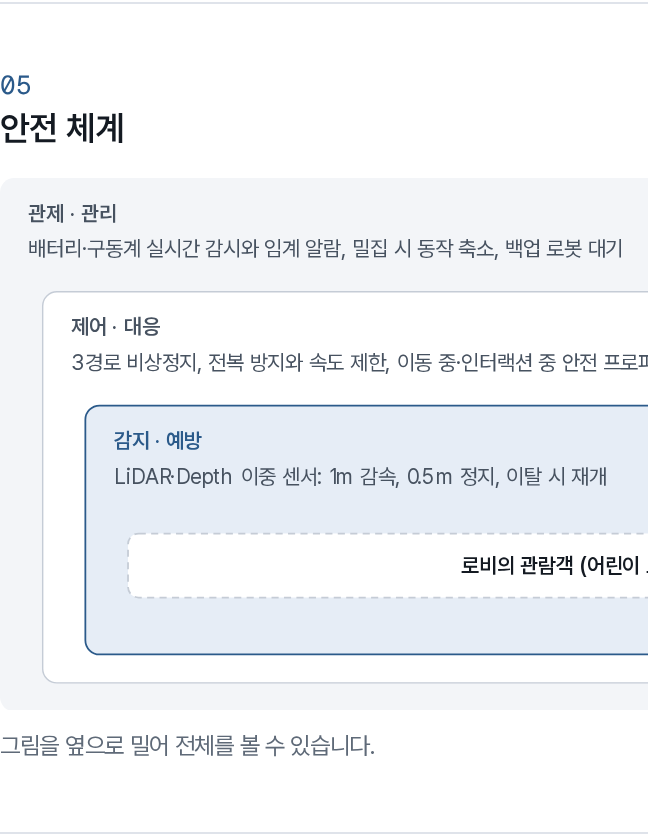 05
안전 체계
관제 · 관리
배터리·구동계 실시간 감시와 임계 알람, 밀집 시 동작 축소, 백업 로봇 대기
제어 · 대응
3경로 비상정지, 전복 방지와 속도 제한, 이동 중·인터랙션 중 안전
감지 · 예방
LiDAR·Depth 이중 센서: 1m 감속, 0.5m 정지, 이탈 시 재개
로비의 관람객 (어린이
그림을 옆으로 밀어 전체를 볼 수 있습니다.